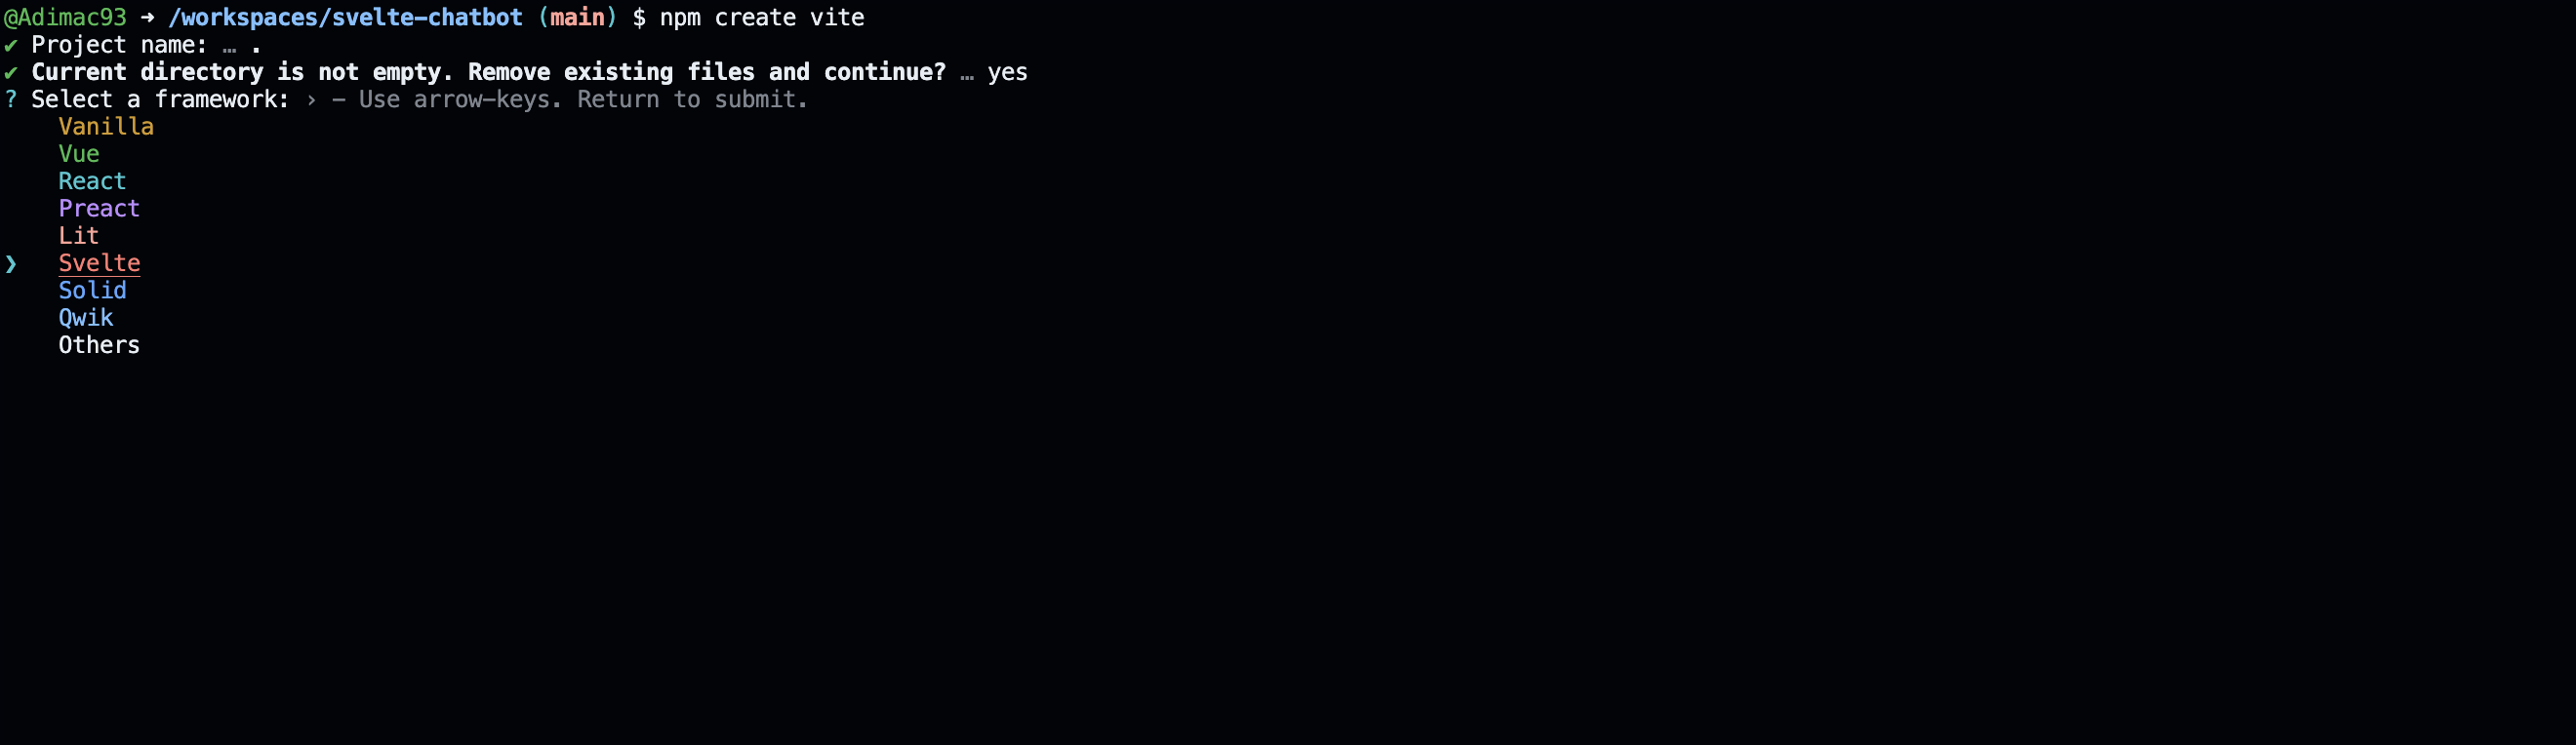 @Adimac93 ➜ /workspaces/svelte-chatbot (main) $ npm create vite
✔ Project name: … .
✔ Current directory is not empty. Remove existing files and continue? … yes
? Select a framework: › - Use arrow-keys. Return to submit.
Vanilla
Vue
React
Preact
Lit
❯ Svelte
Solid
Qwik
Others